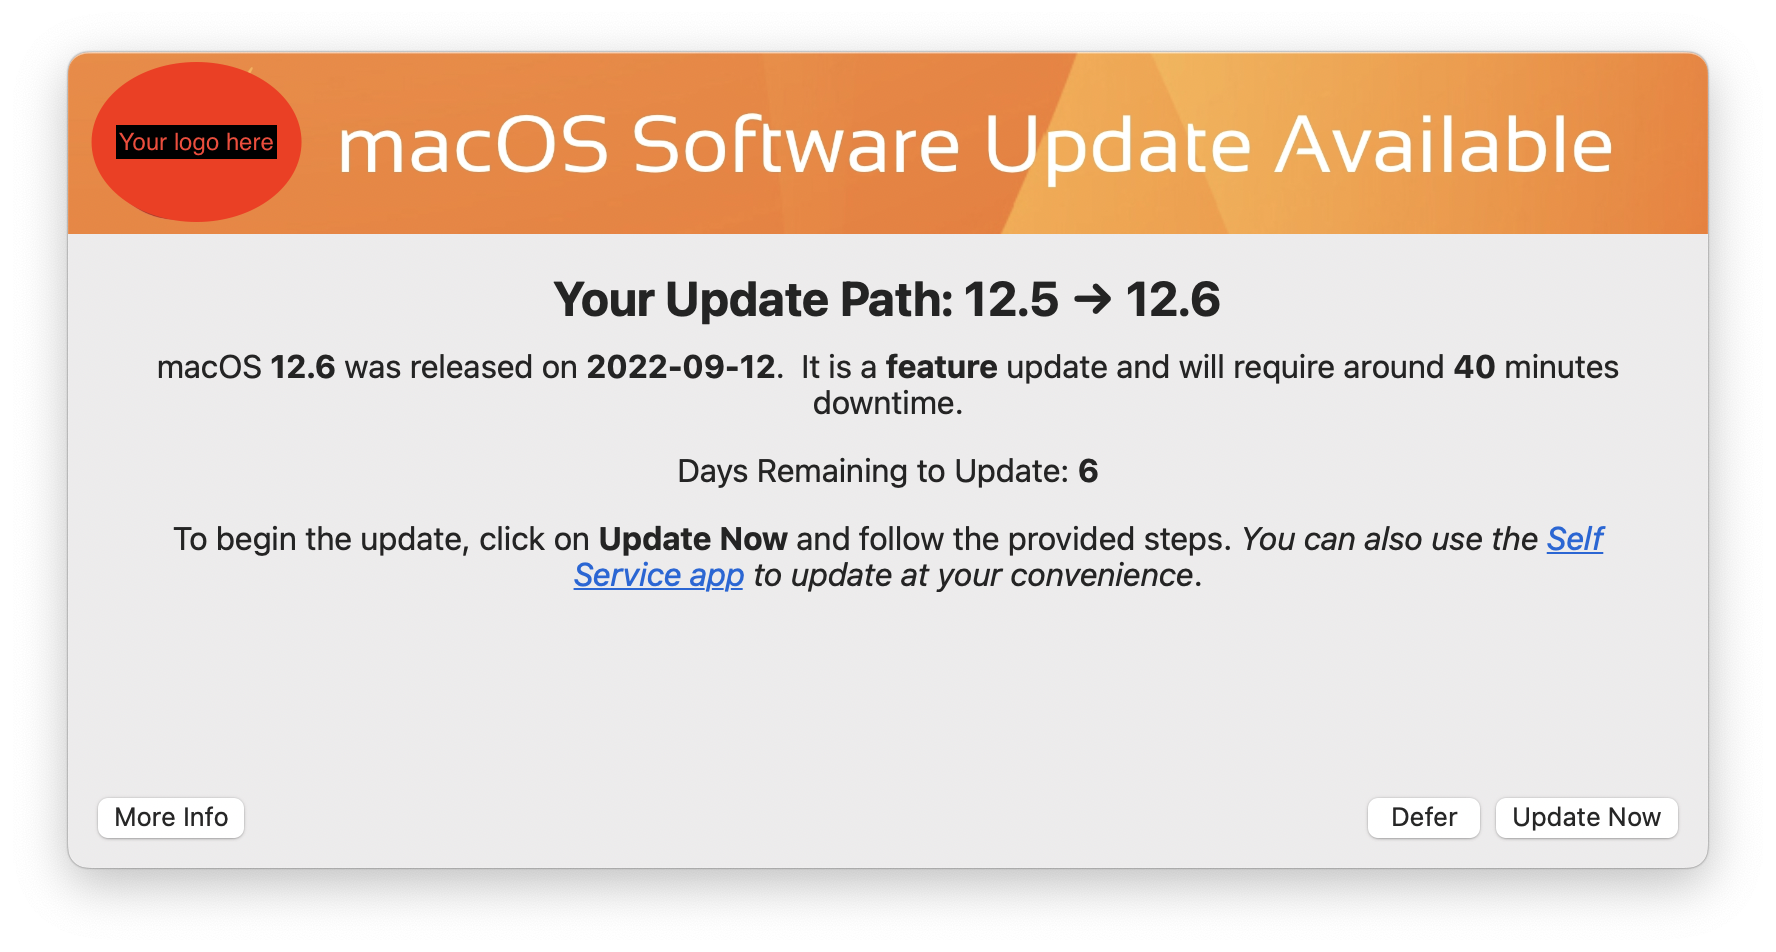 Your logo here
macOS Software Update Available
Your Update Path: 12.5 → 12.6
macOS 12.6 was released on 2022-09-12.  It is a feature update and will require around 40 minutes
downtime.
Days Remaining to Update: 6
To begin the update, click on Update Now and follow the provided steps. You can also use the Self
Service app to update at your convenience.
More Info
Defer
Update Now